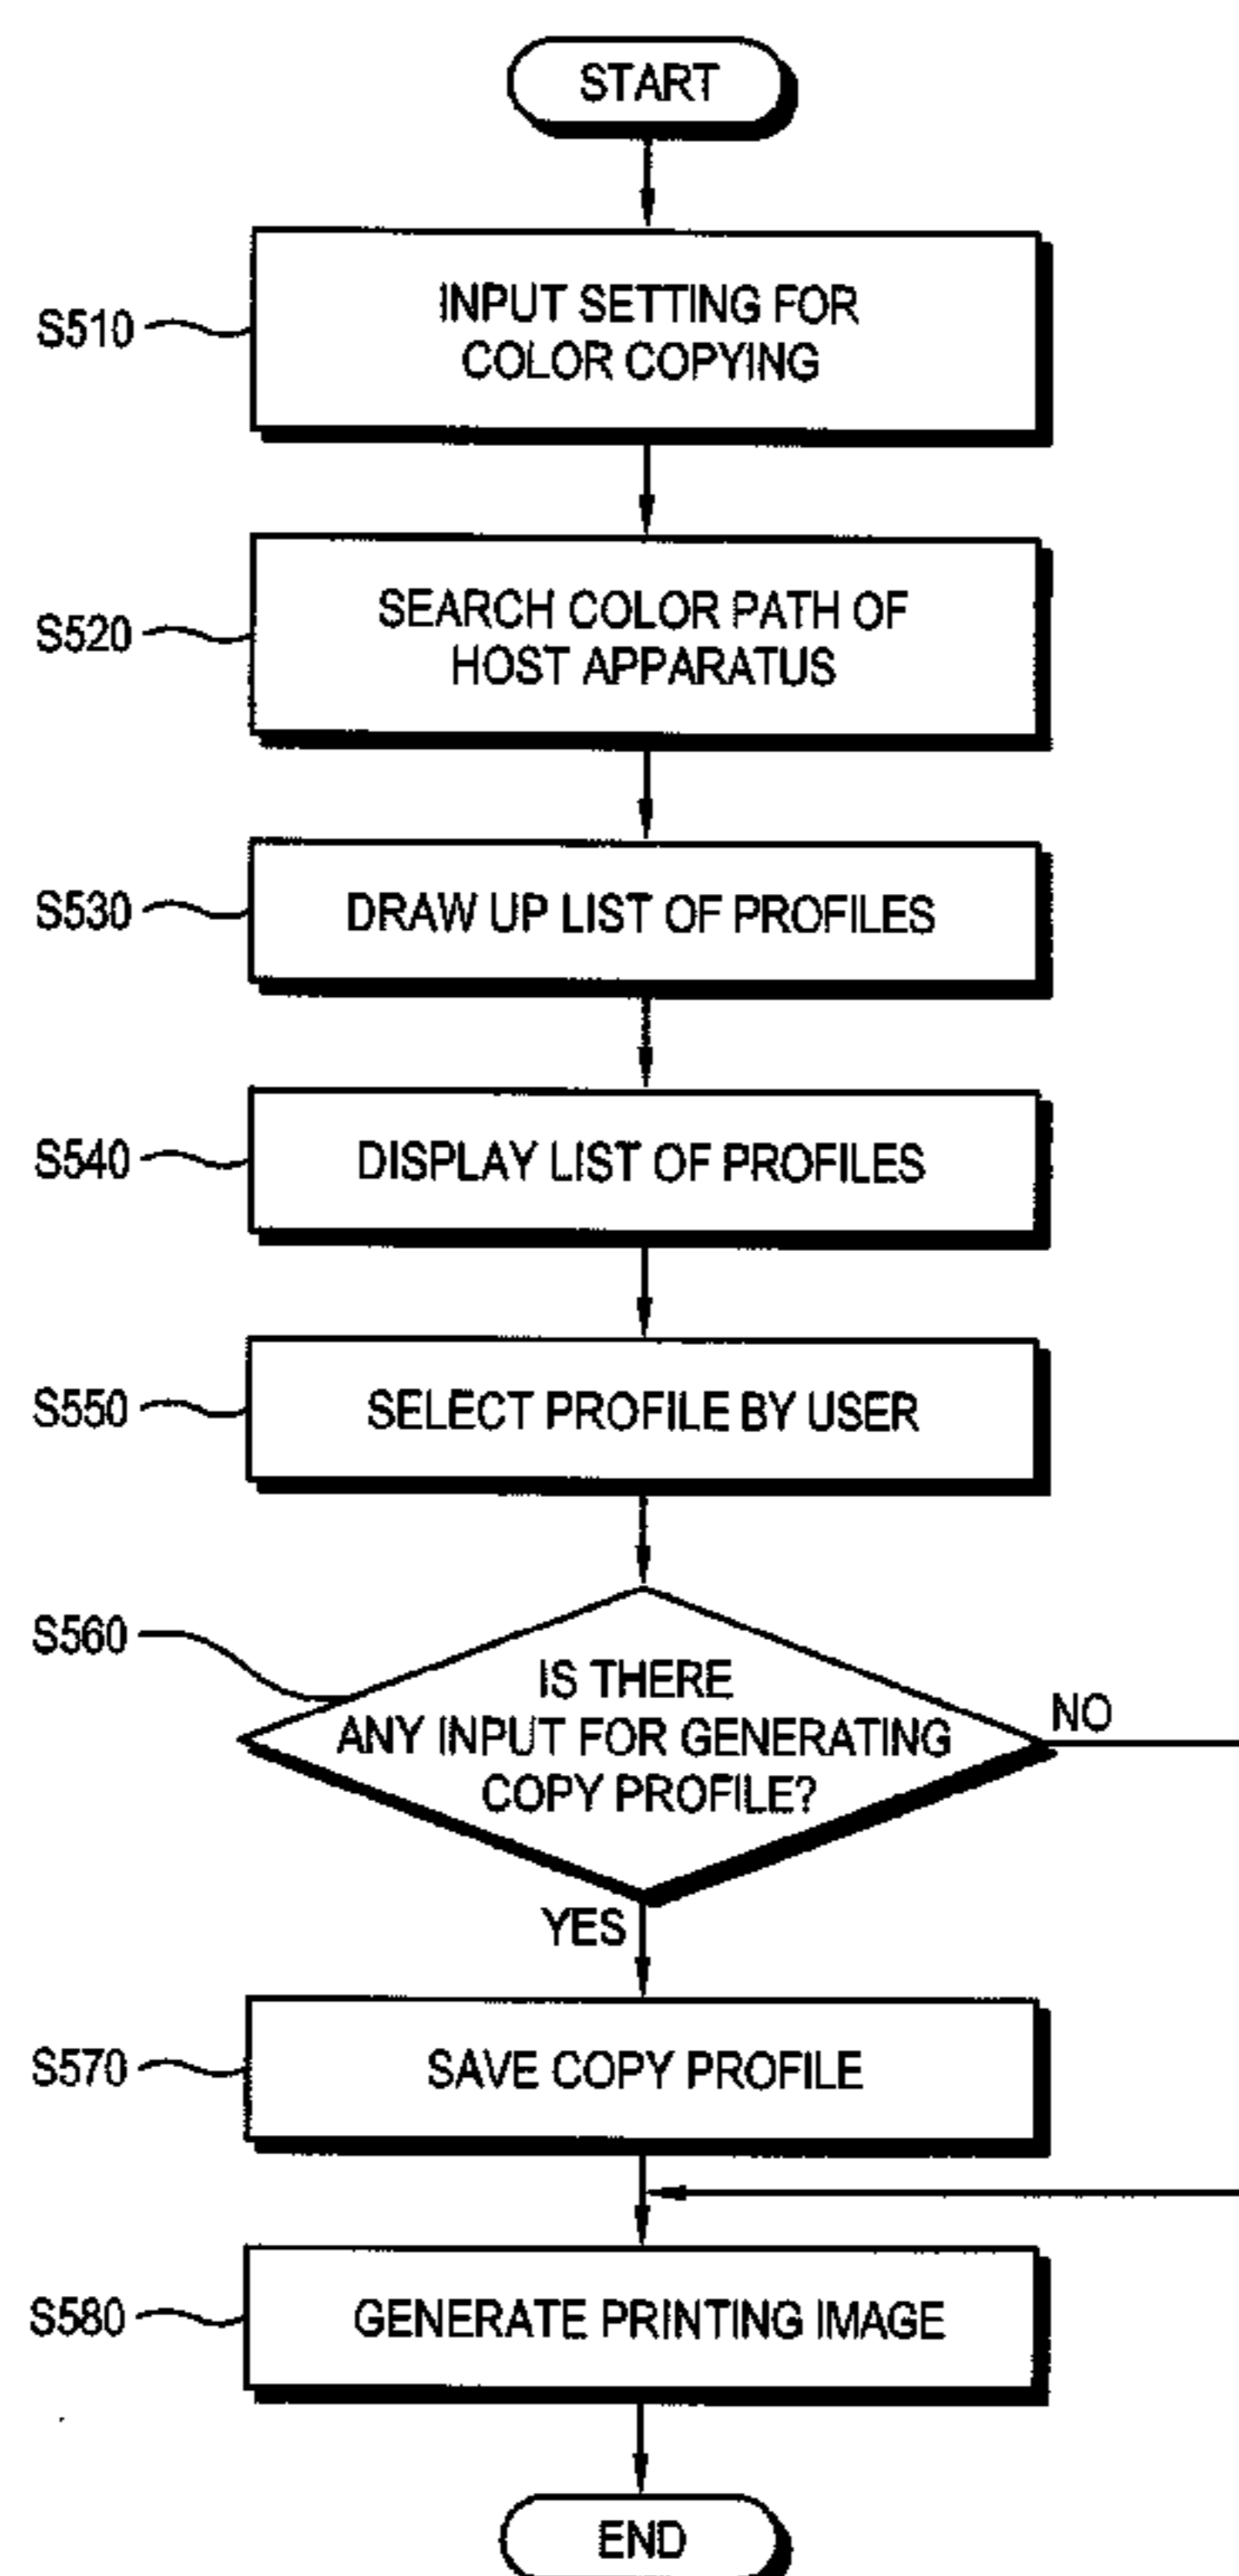 START
S510
INPUT SETTING FOR
COLOR COPYING
S520
SEARCH COLOR PATH OF
HOST APPARATUS
S530
DRAW UP LIST OF PROFILES
S540
DISPLAY LIST OF PROFILES
S550
SELECT PROFILE BY USER
S560
IS THERE
ANY INPUT FOR GENERATING
COPY PROFILE?
NO
YES
S570
SAVE COPY PROFILE
S580
GENERATE PRINTING IMAGE
END